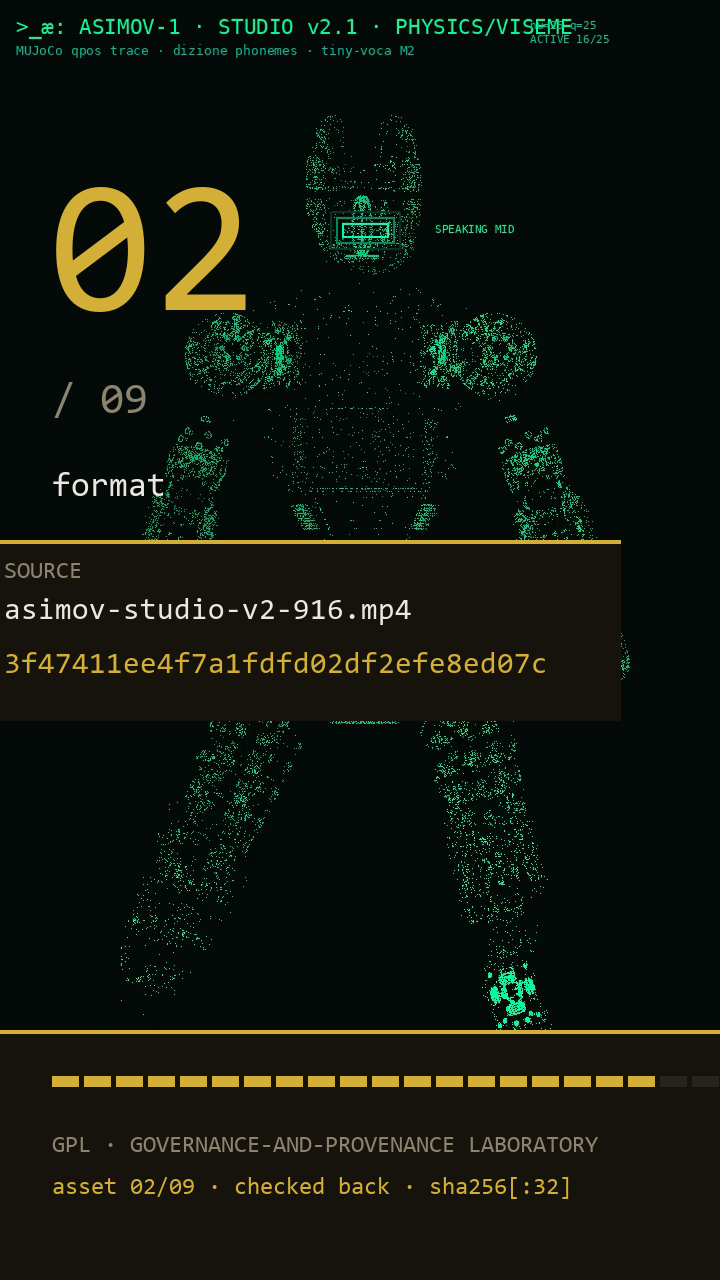 >_æ: ASIMOV-1 · STUDIO v2.1 · PHYSICS/VISEME
q=25
MUJoCo qpos trace · dizione phonemes · tiny-voca M2
ACTIVE 16/25
SPEAKING MID
02
/ 09
format
SOURCE
asimov-studio-v2-916.mp4
3f47411ee4f7a1fdfd02df2efe8ed07c
GPL · GOVERNANCE-AND-PROVENANCE LABORATORY
asset 02/09 · checked back · sha256[:32]